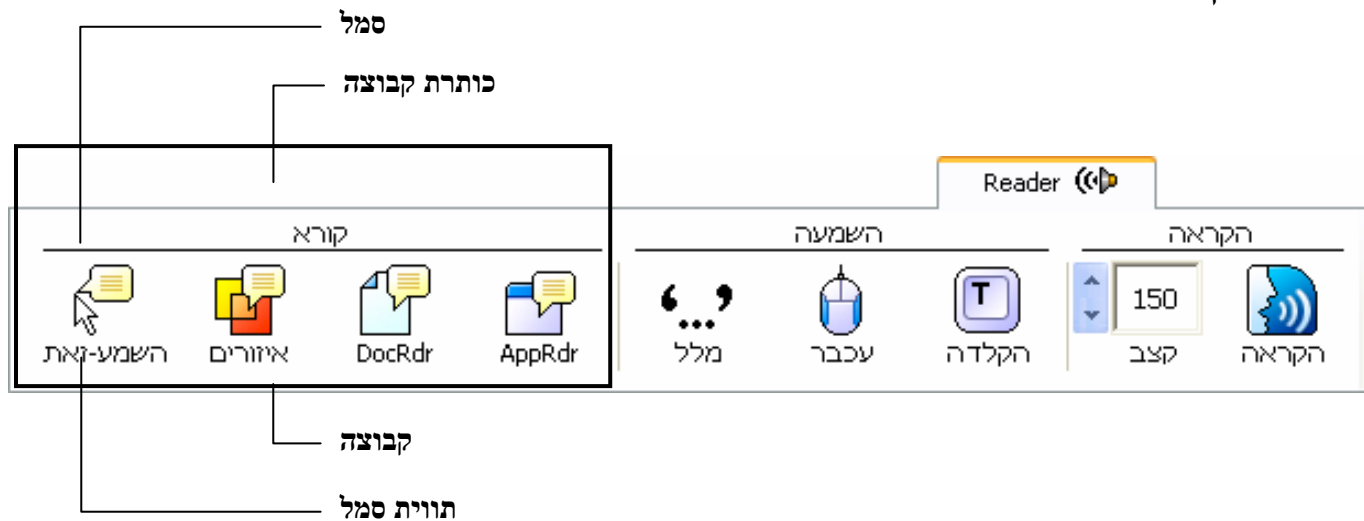 סמל
כותרת קבוצה
Reader
הקראה
השמעה
קורא
הקראה
150
קצב
הקלדה
עכבר
מלל
AppRdr
DocRdr
איזורים
השמע-זאת
קבוצה
תווית סמל